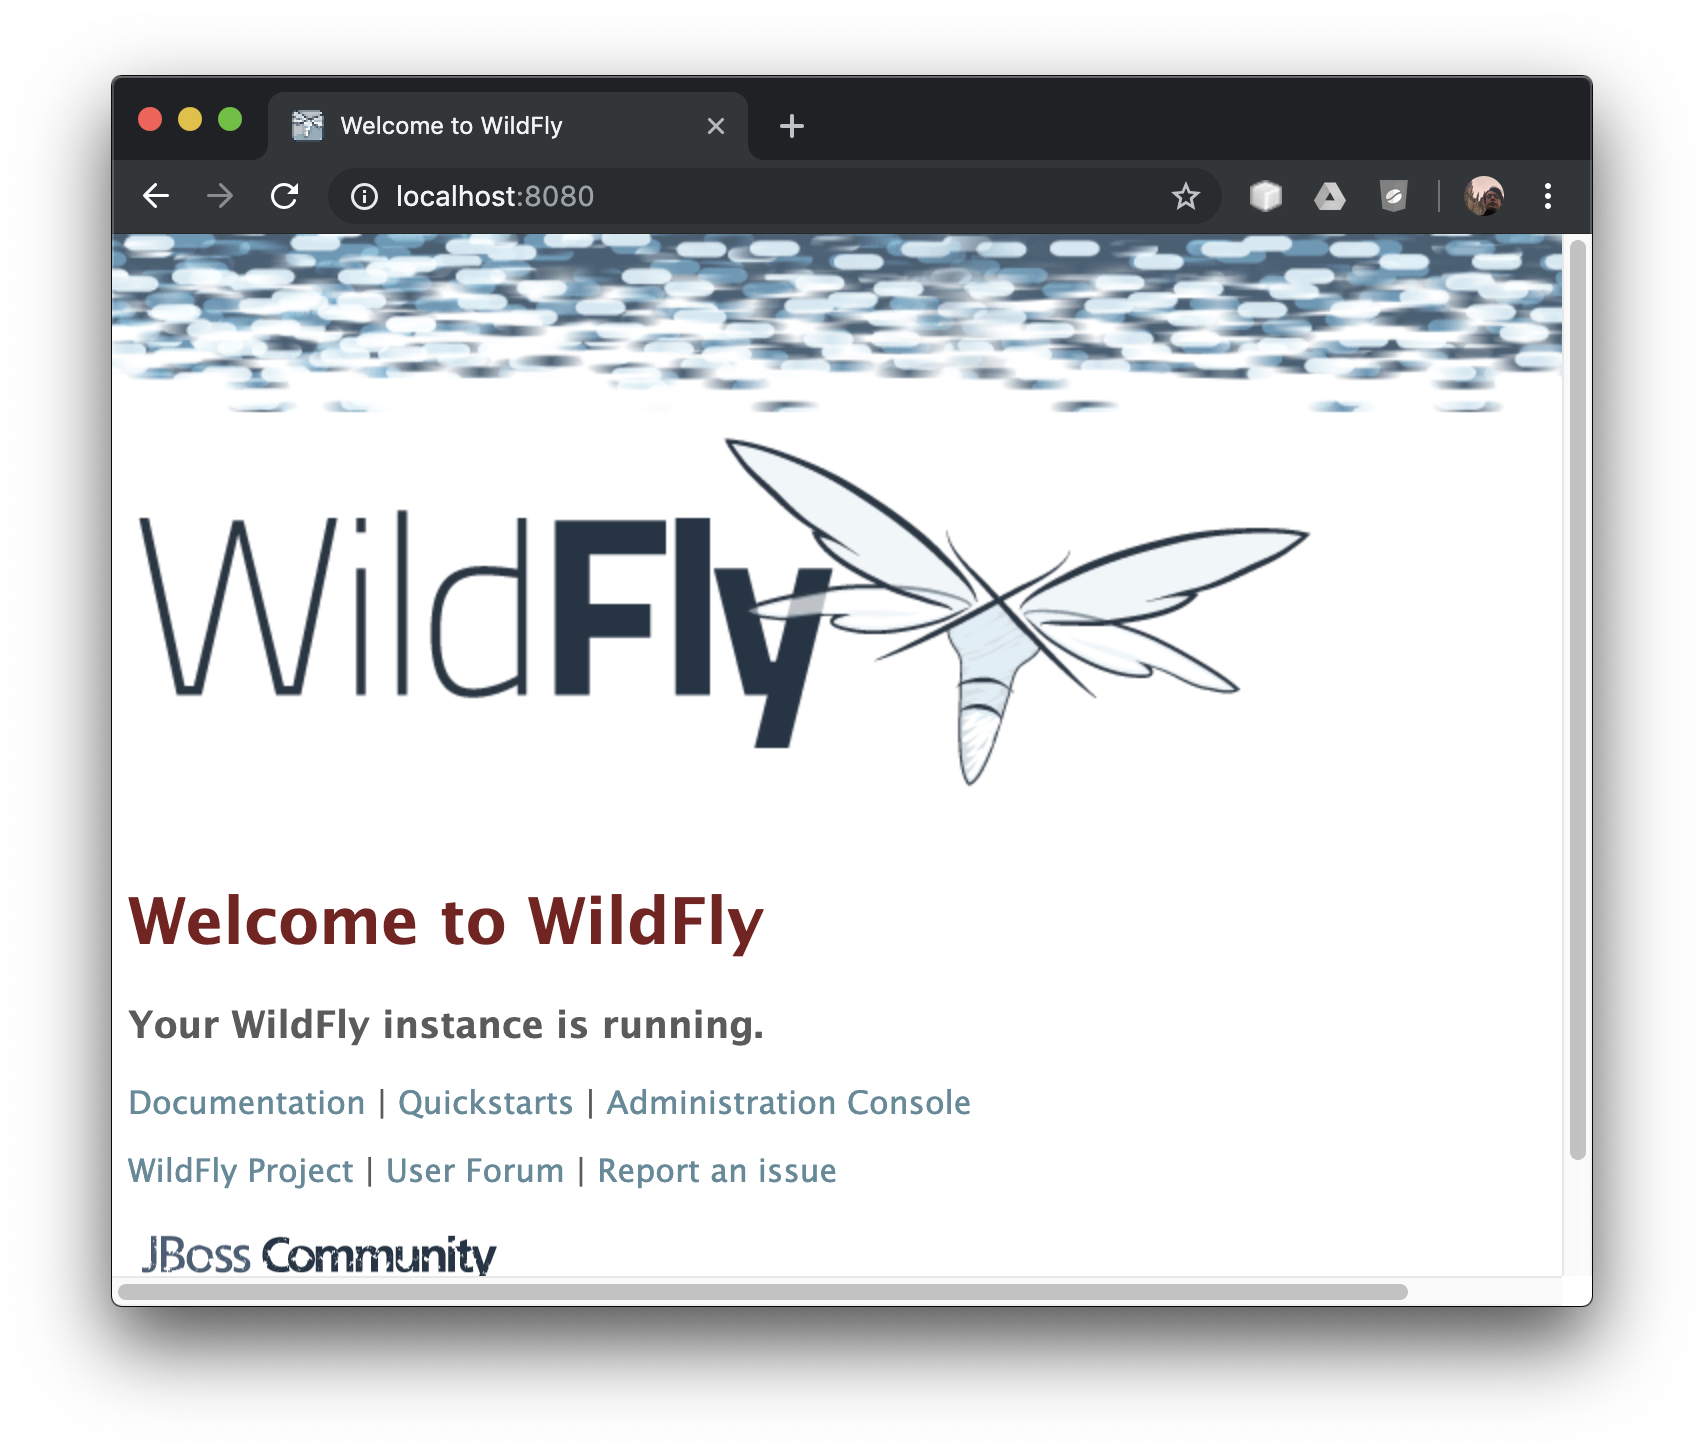 Welcome to WildFly
localhost:8080
WildFly
Welcome to WildFly
Your WildFly instance is running.
Documentation | Quickstarts | Administration Console
WildFly Project | User Forum | Report an issue
JBoss Community